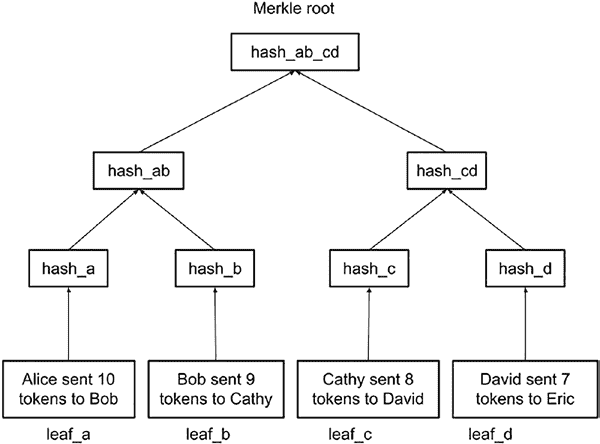 Merkle root
hash_ab_cd
hash_ab
hash_cd
hash_a
hash_b
hash_c
hash_d
Alice sent 10
tokens to Bob
Bob sent 9
tokens to Cathy
Cathy sent 8
tokens to David
David sent 7
tokens to Eric
leaf_a
leaf_b
leaf_c
leaf_d